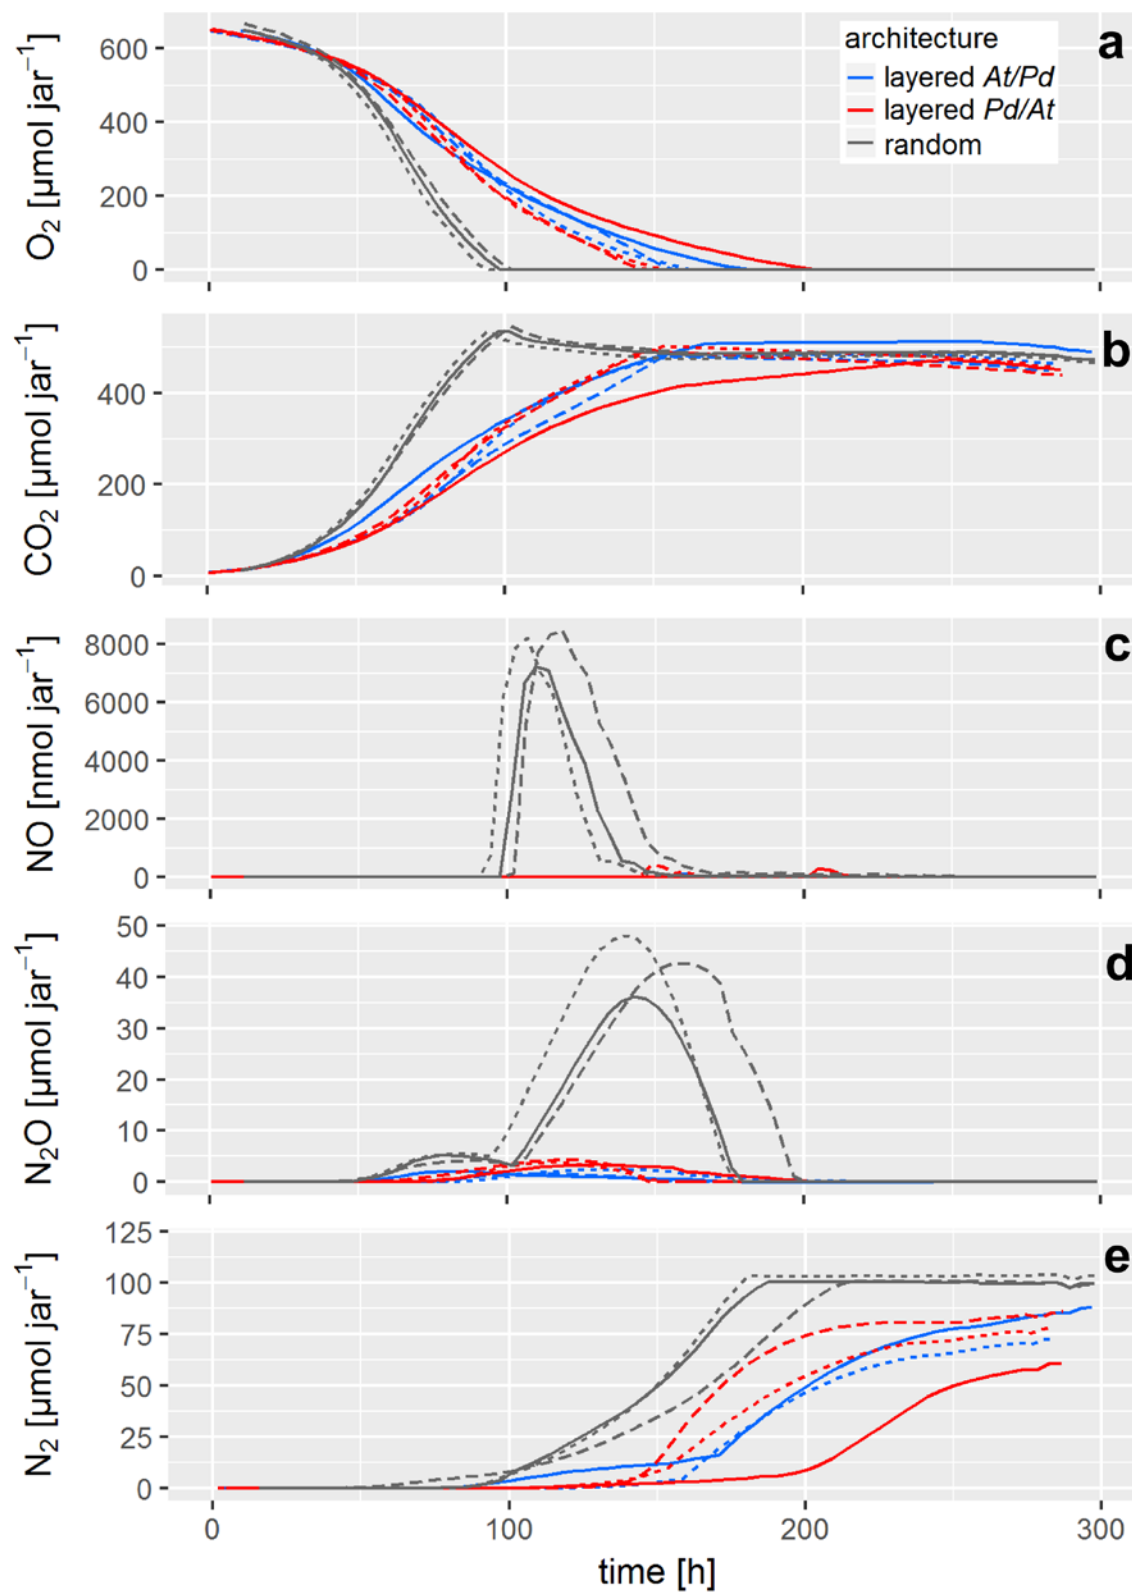 a
architecture
layered At/Pd
layered Pd/At
random
O₂ [µmol jar⁻¹]
600
400
200
0
b
CO₂ [µmol jar⁻¹]
400
200
0
c
NO [nmol jar⁻¹]
8000
6000
4000
2000
0
d
N₂O [µmol jar⁻¹]
50
40
30
20
10
0
e
N₂ [µmol jar⁻¹]
125
100
75
50
25
0
0 100 200 300
time [h]